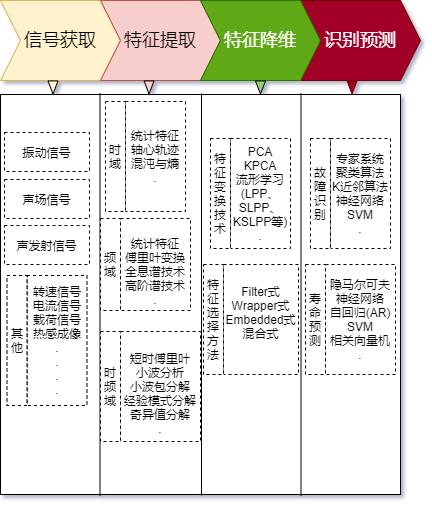 信号获取
特征提取
特征降维
识别预测
振动信号
声场信号
声发射信号
其他
转速信号
电流信号
载荷信号
热感成像
.
.
.
.
时域
统计特征
轴心轨迹
混沌与熵
.
频域
统计特征
傅里叶变换
全息谱技术
高阶谱技术
.
时频域
短时傅里叶
小波分析
小波包分解
经验模式分解
奇异值分解
.
特征变换技术
PCA
KPCA
流形学习
(LPP、
SLPP、
KSLPP等)
.
特征选择方法
Filter式
Wrapper式
Embedded式
混合式
故障识别
专家系统
聚类算法
K近邻算法
神经网络
SVM
.
寿命预测
隐马尔可夫
神经网络
自回归(AR)
SVM
相关向量机
.